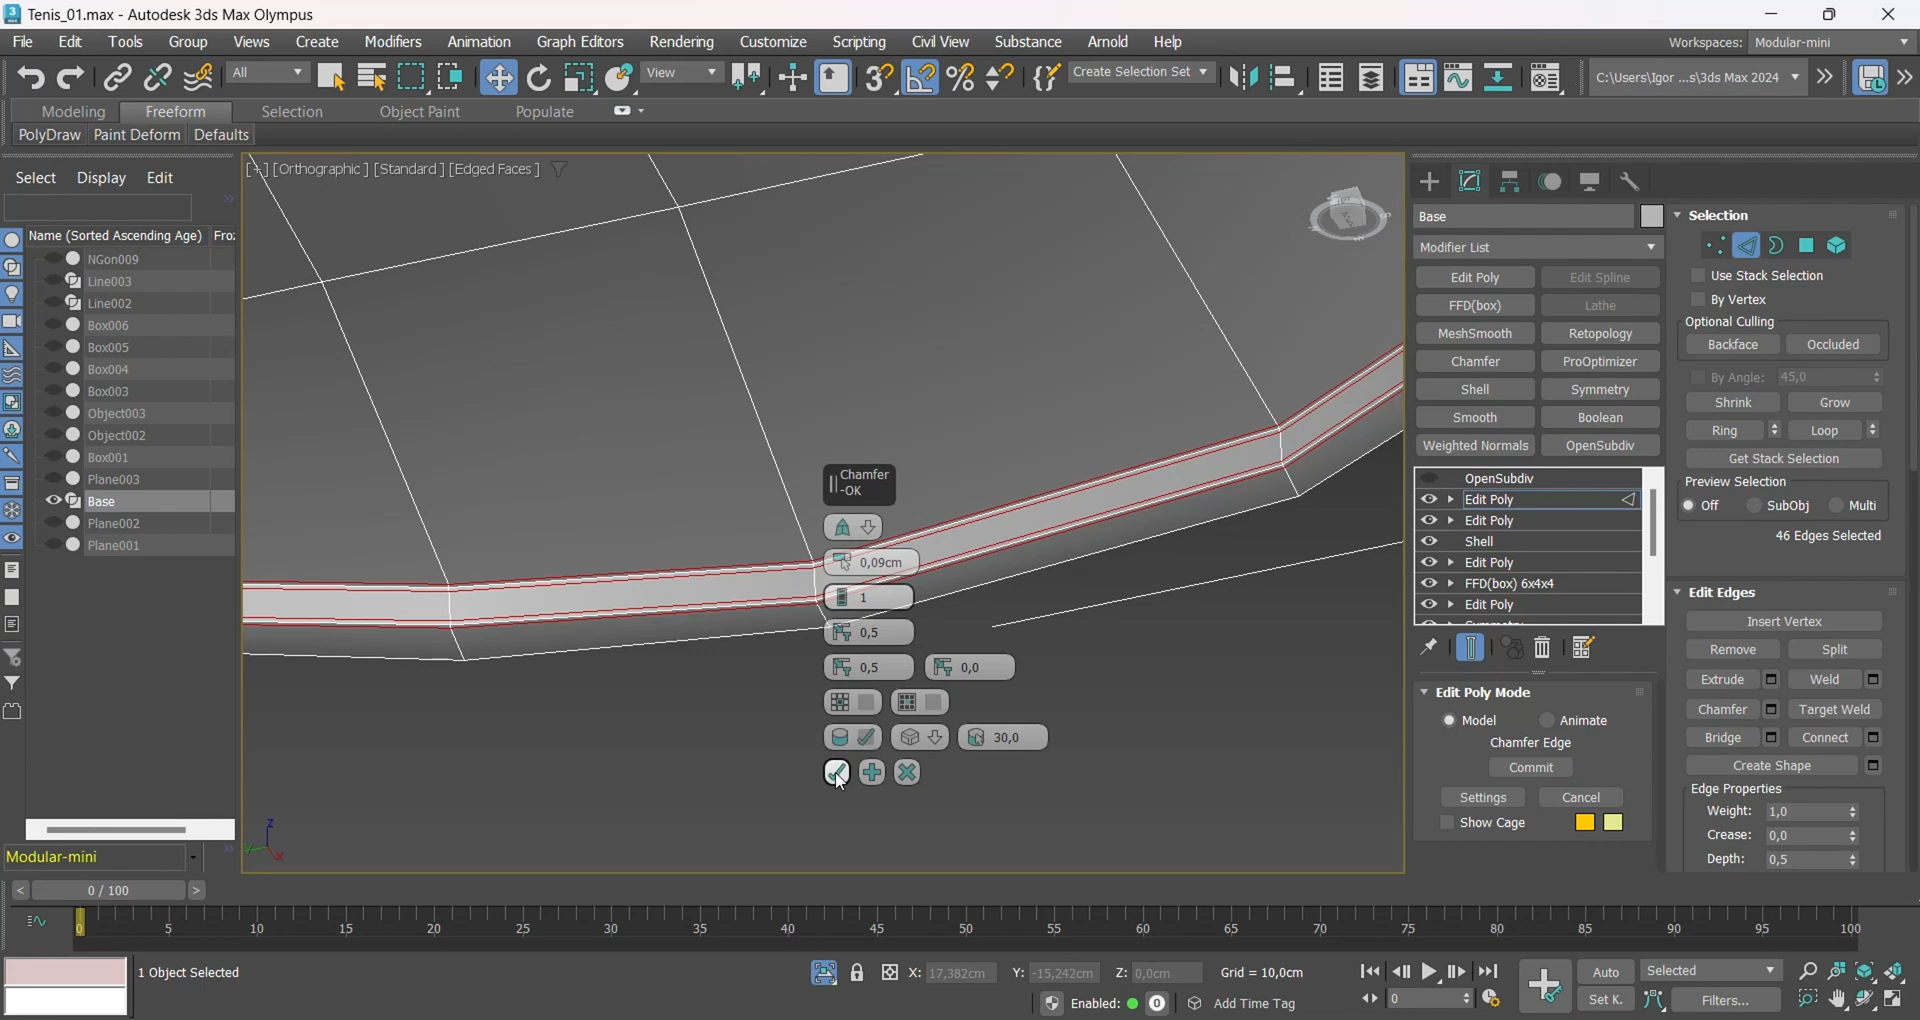 Tenis_01.max - Autodesk 3ds Max Olympus
File Edit Tools Group Views Create Modifiers Animation Graph Editors Rendering Customize Scripting Civil View Substance Arnold Help Workspaces: Modular-mini
All View Create Selection Set C:\Users\Igor ...s\3ds Max 2024
Modeling Freeform Selection Object Paint Populate
PolyDraw Paint Deform Defaults
Select Display Edit
Name (Sorted Ascending Age) Fro
NGon009
Line003
Line002
Box006
Box005
Box004
Box003
Object003
Object002
Box001
Plane003
Base
Plane002
Plane001
Modular-mini
[+] [Orthographic ] [Standard ] [Edged Faces ]
Chamfer
-OK
0,09cm
1
0,5
0,5 0,0
30,0
z
x
Base
Modifier List
Edit Poly Edit Spline
FFD(box) Lathe
MeshSmooth Retopology
Chamfer ProOptimizer
Shell Symmetry
Smooth Boolean
Weighted Normals OpenSubdiv
OpenSubdiv
Edit Poly
Edit Poly
Shell
Edit Poly
FFD(box) 6x4x4
Edit Poly
Edit Poly Mode
Model Animate
Chamfer Edge
Commit
Settings Cancel
Show Cage
Selection
Use Stack Selection
By Vertex
Optional Culling
Backface Occluded
By Angle: 45,0
Shrink Grow
Ring Loop
Get Stack Selection
Preview Selection
Off SubObj Multi
46 Edges Selected
Edit Edges
Insert Vertex
Remove Split
Extrude Weld
Chamfer Target Weld
Bridge Connect
Create Shape
Edge Properties
Weight: 1,0
Crease: 0,0
Depth: 0,5
< 0 / 100 >
0 5 10 15 20 25 30 35 40 45 50 55 60 65 70 75 80 85 90 95 100
1 Object Selected X: 17,382cm Y: -15,242cm Z: 0,0cm Grid = 10,0cm Auto Selected
Enabled: 0 Add Time Tag 0 Set K. Filters...